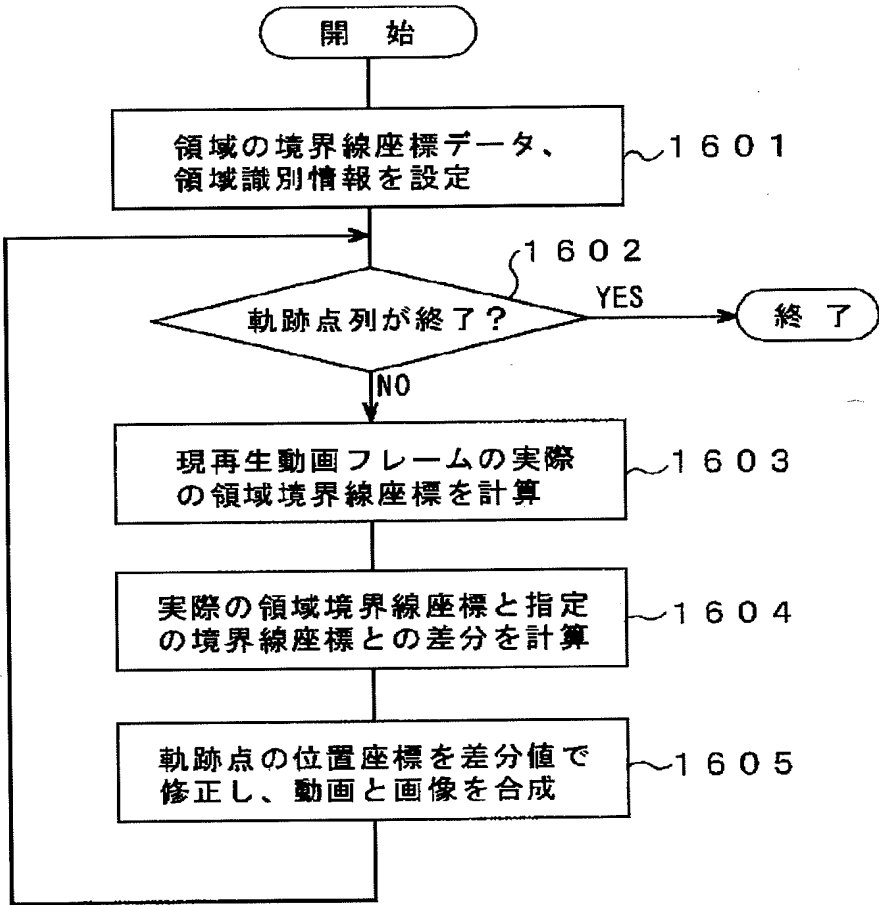 開 始
領域の境界線座標データ、
領域識別情報を設定
１６０１
１６０２
軌跡点列が終了？
YES
終 了
NO
現再生動画フレームの実際
の領域境界線座標を計算
１６０３
実際の領域境界線座標と指定
の境界線座標との差分を計算
１６０４
軌跡点の位置座標を差分値で
修正し、動画と画像を合成
１６０５